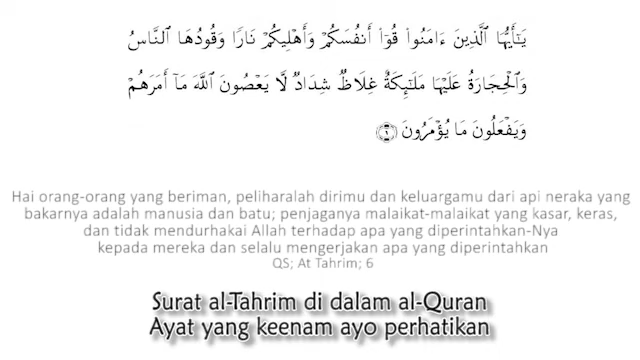 يَـٰٓأَيُّهَا ٱلَّذِينَ ءَامَنُوا۟ قُوٓا۟ أَنفُسَكُمْ وَأَهْلِيكُمْ نَارًا وَقُودُهَا ٱلنَّاسُ
وَٱلْحِجَارَةُ عَلَيْهَا مَلَـٰٓئِكَةٌ غِلَاظٌ شِدَادٌ لَّا يَعْصُونَ ٱللَّهَ مَآ أَمَرَهُمْ
وَيَفْعَلُونَ مَا يُؤْمَرُونَ ۝٦
Hai orang-orang yang beriman, peliharalah dirimu dan keluargamu dari api neraka yang
bakarnya adalah manusia dan batu; penjaganya malaikat-malaikat yang kasar, keras,
dan tidak mendurhakai Allah terhadap apa yang diperintahkan-Nya
kepada mereka dan selalu mengerjakan apa yang diperintahkan
QS; At Tahrim; 6
Surat al-Tahrim di dalam al-Quran
Ayat yang keenam ayo perhatikan